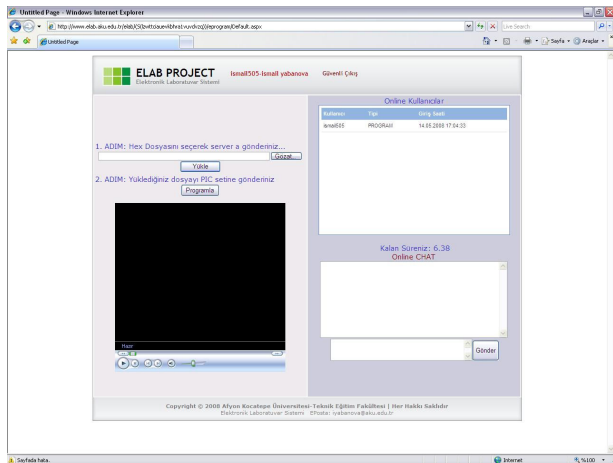 Untitled Page - Windows Internet Explorer
Live Search
Untitled Page
Sayfa
Araçlar
ELAB PROJECT
Elektronik Laboratuvar Sistemi
ismail505-ismail yabanova
Güvenli Çıkış
1. ADIM: Hex Dosyasını seçerek server a gönderiniz...
Gözat...
Yükle
2. ADIM: Yüklediğiniz dosyayı PIC setine gönderiniz
Programla
Hazır
Online Kullanıcılar
Kullanıcı Tipi Giriş Saati
ismail505 PROGRAM 14.05.2008 17:04:33
Kalan Süreniz: 6.38
Online CHAT
Gönder
Copyright © 2008 Afyon Kocatepe Üniversitesi-Teknik Eğitim Fakültesi | Her Hakkı Saklıdır
Elektronik Laboratuvar Sistemi EPosta: iyabanova@aku.edu.tr
Sayfada hata.
Internet
%100